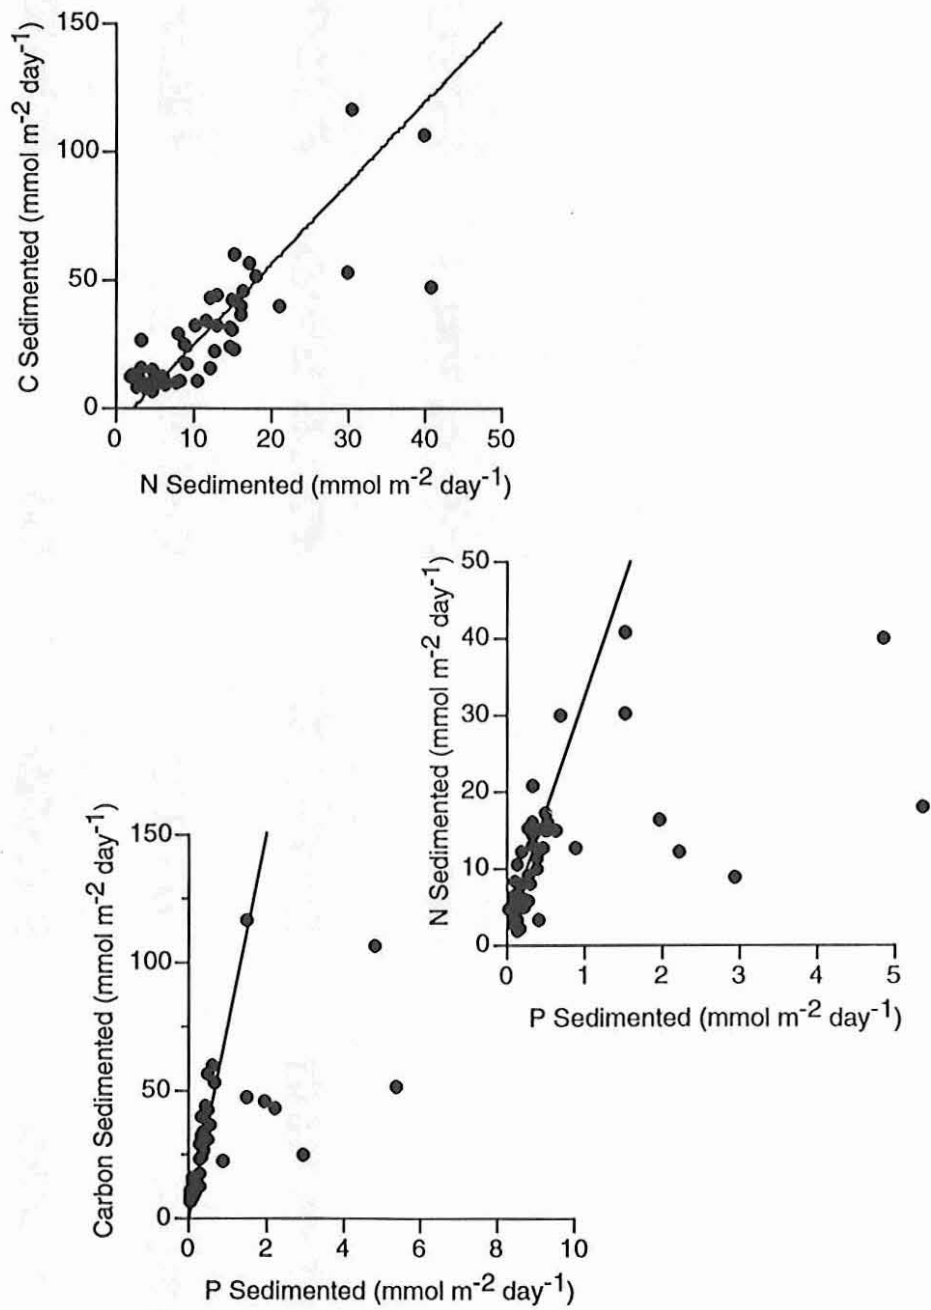 C Sedimented (mmol m-2 day-1)
150
100
50
0
0 10 20 30 40 50
N Sedimented (mmol m-2 day-1)
N Sedimented (mmol m-2 day-1)
50
40
30
20
10
0
0 1 2 3 4 5
P Sedimented (mmol m-2 day-1)
Carbon Sedimented (mmol m-2 day-1)
150
100
50
0
0 2 4 6 8 10
P Sedimented (mmol m-2 day-1)